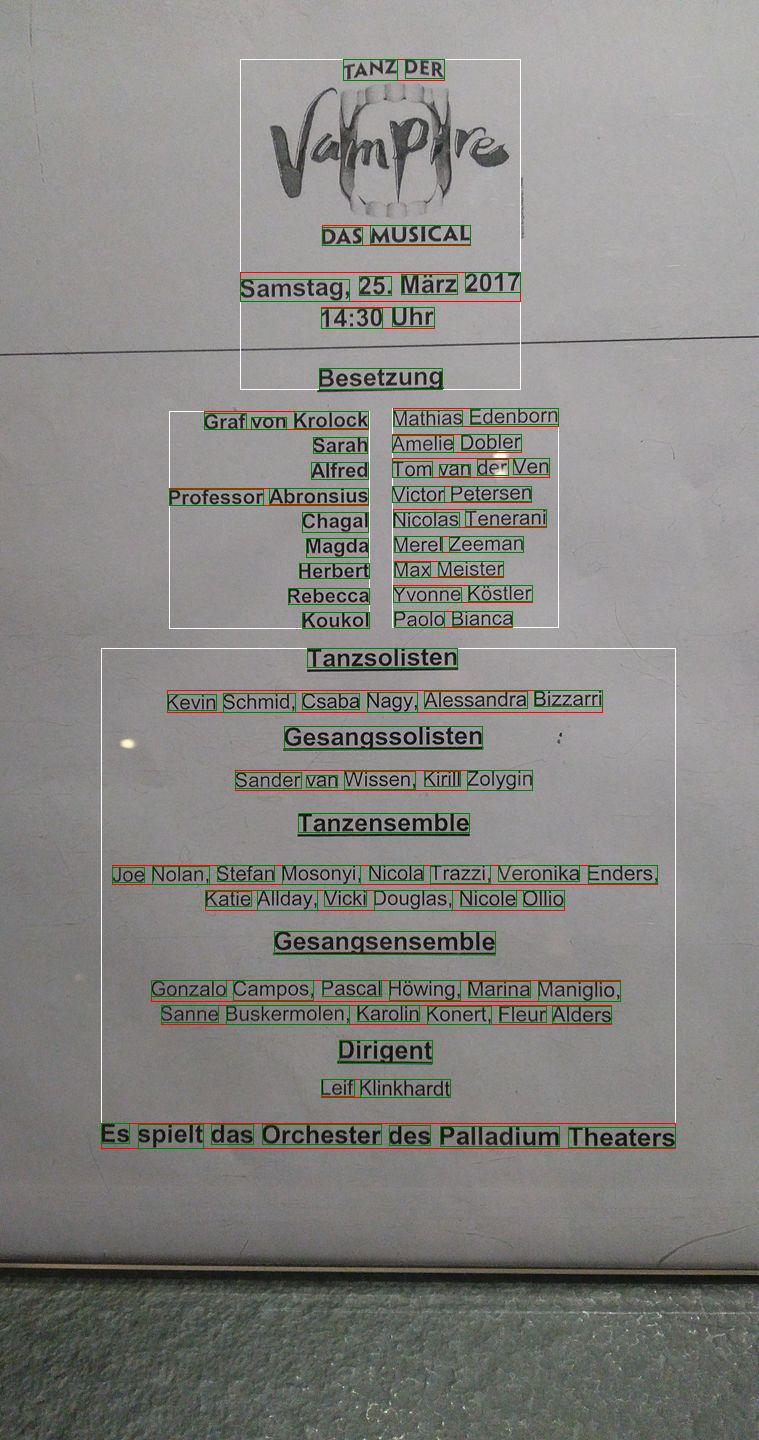 TANZ DER
Vampire
DAS MUSICAL
Samstag, 25. März 2017
14:30 Uhr
Besetzung
Graf von Krolock Mathias Edenborn
Sarah Amelie Dobler
Alfred Tom van der Ven
Professor Abronsius Victor Petersen
Chagal Nicolas Tenerani
Magda Merel Zeeman
Herbert Max Meister
Rebecca Yvonne Köstler
Koukol Paolo Bianca
Tanzsolisten
Kevin Schmid, Csaba Nagy, Alessandra Bizzarri
Gesangssolisten
Sander van Wissen, Kirill Zolygin
Tanzensemble
Joe Nolan, Stefan Mosonyi, Nicola Trazzi, Veronika Enders,
Katie Allday, Vicki Douglas, Nicole Ollio
Gesangsensemble
Gonzalo Campos, Pascal Höwing, Marina Maniglio,
Sanne Buskermolen, Karolin Konert, Fleur Alders
Dirigent
Leif Klinkhardt
Es spielt das Orchester des Palladium Theaters